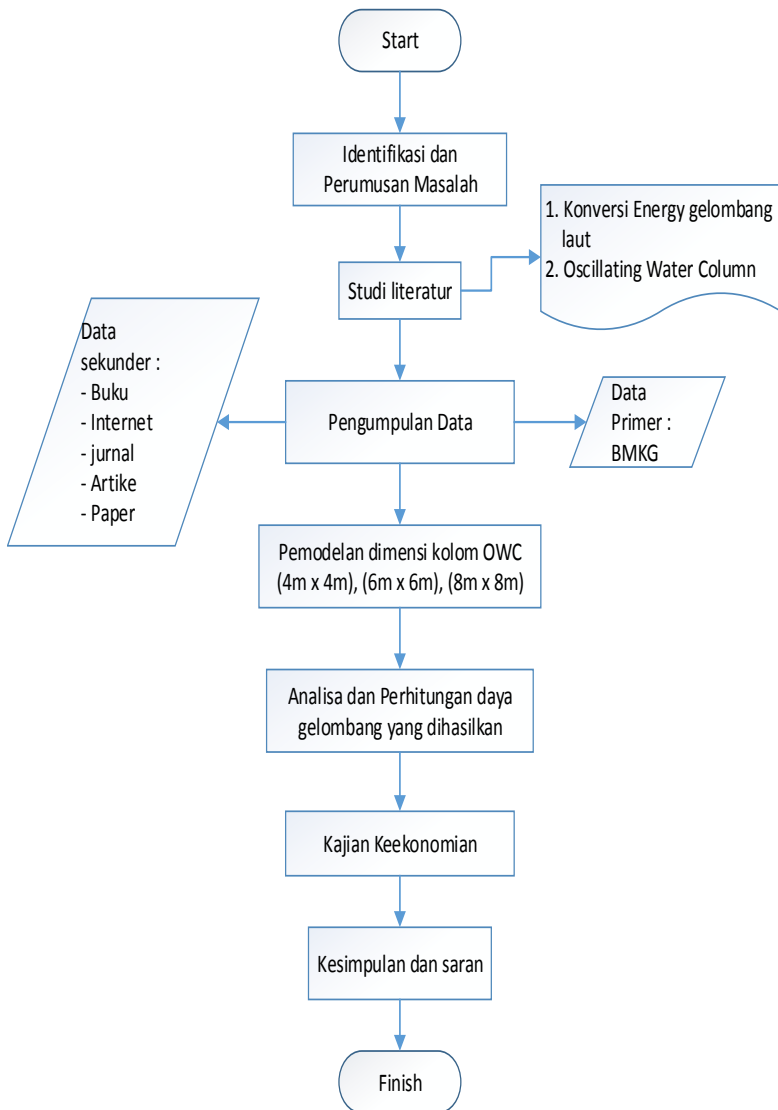 Start
Identifikasi dan
Perumusan Masalah
1. Konversi Energy gelombang
laut
2. Oscillating Water Column
Studi literatur
Data
sekunder :
- Buku
- Internet
- jurnal
- Artike
- Paper
Pengumpulan Data
Data
Primer :
BMKG
Pemodelan dimensi kolom OWC
(4m x 4m), (6m x 6m), (8m x 8m)
Analisa dan Perhitungan daya
gelombang yang dihasilkan
Kajian Keekonomian
Kesimpulan dan saran
Finish